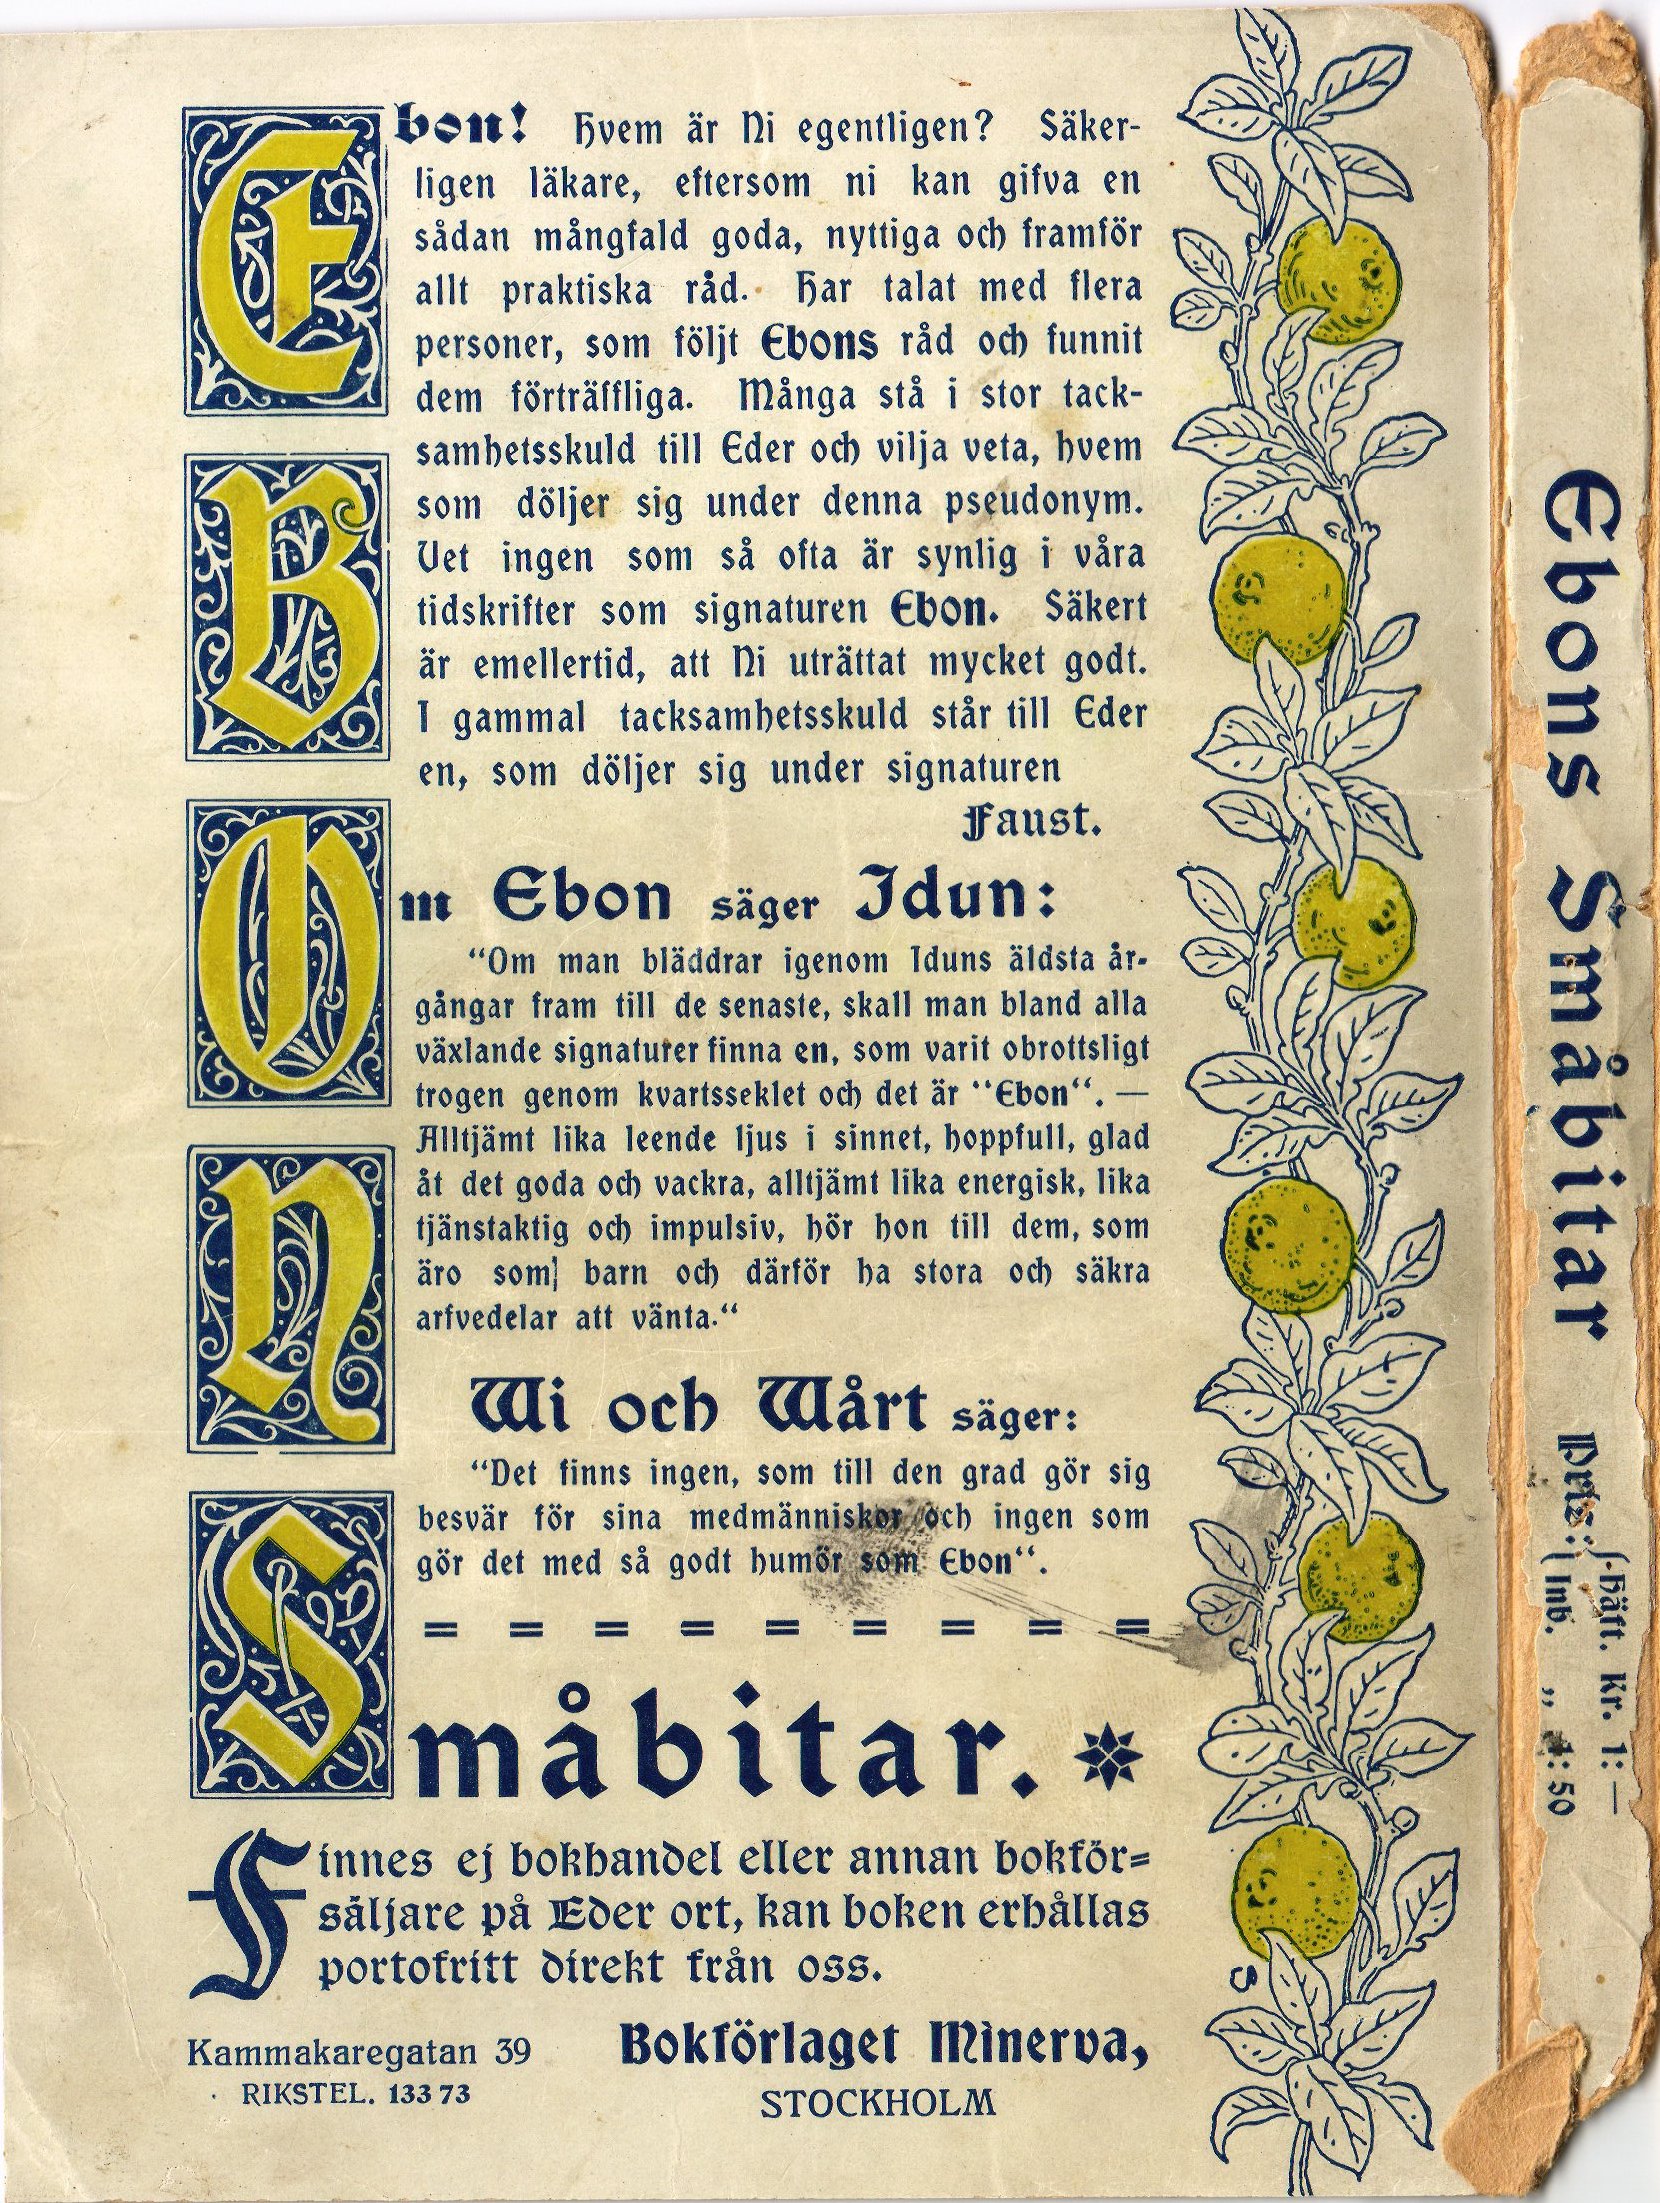 Ebon! Hvem är Ni egentligen? Säker-
ligen läkare, eftersom ni kan gifva en
sådan mångfald goda, nyttiga och framför
allt praktiska råd. Har talat med flera
personer, som följt Ebons råd och funnit
dem förträffliga. Många stå i stor tack-
samhetsskuld till Eder och vilja veta, hvem
som döljer sig under denna pseudonym.
Vet ingen som så ofta är synlig i våra
tidskrifter som signaturen Ebon. Säkert
är emellertid, att Ni uträttat mycket godt.
I gammal tacksamhetsskuld står till Eder
en, som döljer sig under signaturen
Faust.
B
Om Ebon säger Idun:
“Om man bläddrar igenom Iduns äldsta år-
gångar fram till de senaste, skall man bland alla
växlande signaturer finna en, som varit obrottsligt
trogen genom kvartsseklet och det är “Ebon“. —
Alltjämt lika leende ljus i sinnet, hoppfull, glad
åt det goda och vackra, alltjämt lika energisk, lika
tjänstaktig och impulsiv, hör hon till dem, som
äro som] barn och därför ha stora och säkra
arfvedelar att vänta.“
N
Wi och Wårt säger:
“Det finns ingen, som till den grad gör sig
besvär för sina medmänniskor och ingen som
gör det med så godt humör som Ebon“.
= = = = = = = = =
Småbitar.
Finnes ej bokhandel eller annan bokför=
säljare på Eder ort, kan boken erhållas
portofritt direkt från oss.
Kammakaregatan 39
RIKSTEL. 133 73
Bokförlaget Minerva,
STOCKHOLM
S
Ebons Småbitar
Pris:
Häft. Kr. 1: —
Inb. „ 1: 50